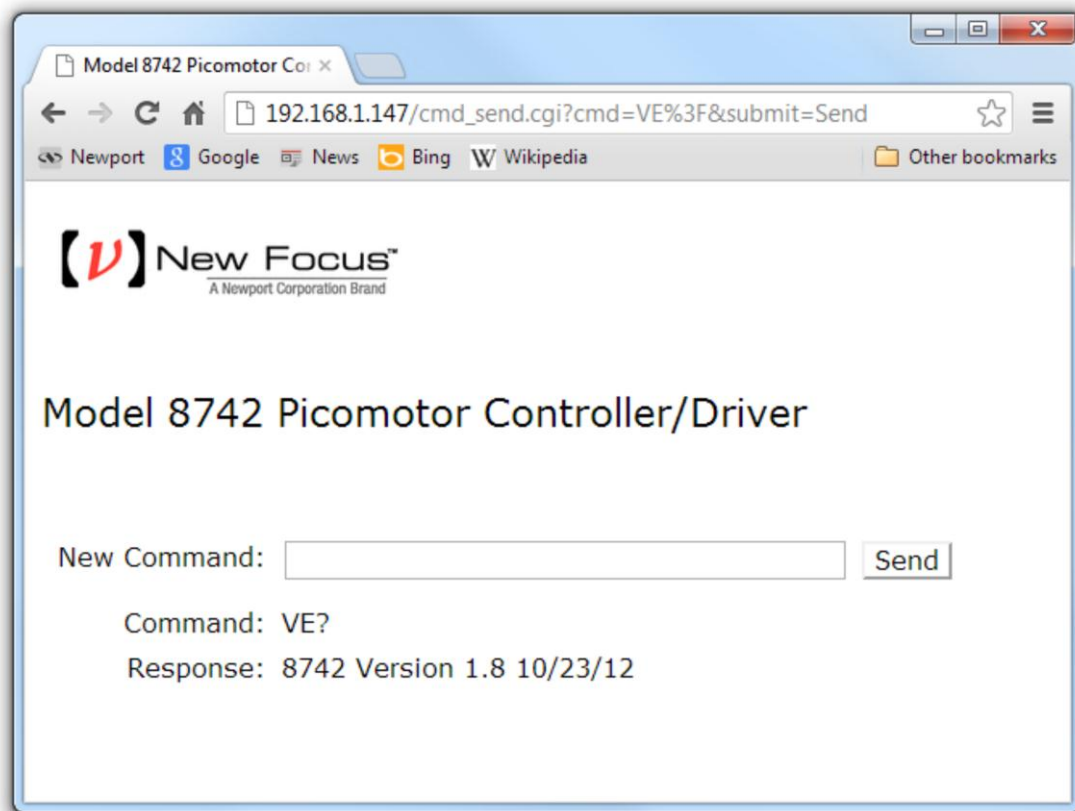 Model 8742 Picomotor Cor
192.168.1.147/cmd_send.cgi?cmd=VE%3F&submit=Send
Newport Google News Bing W Wikipedia Other bookmarks
(ν) New Focus™
A Newport Corporation Brand
Model 8742 Picomotor Controller/Driver
New Command: Send
Command: VE?
Response: 8742 Version 1.8 10/23/12